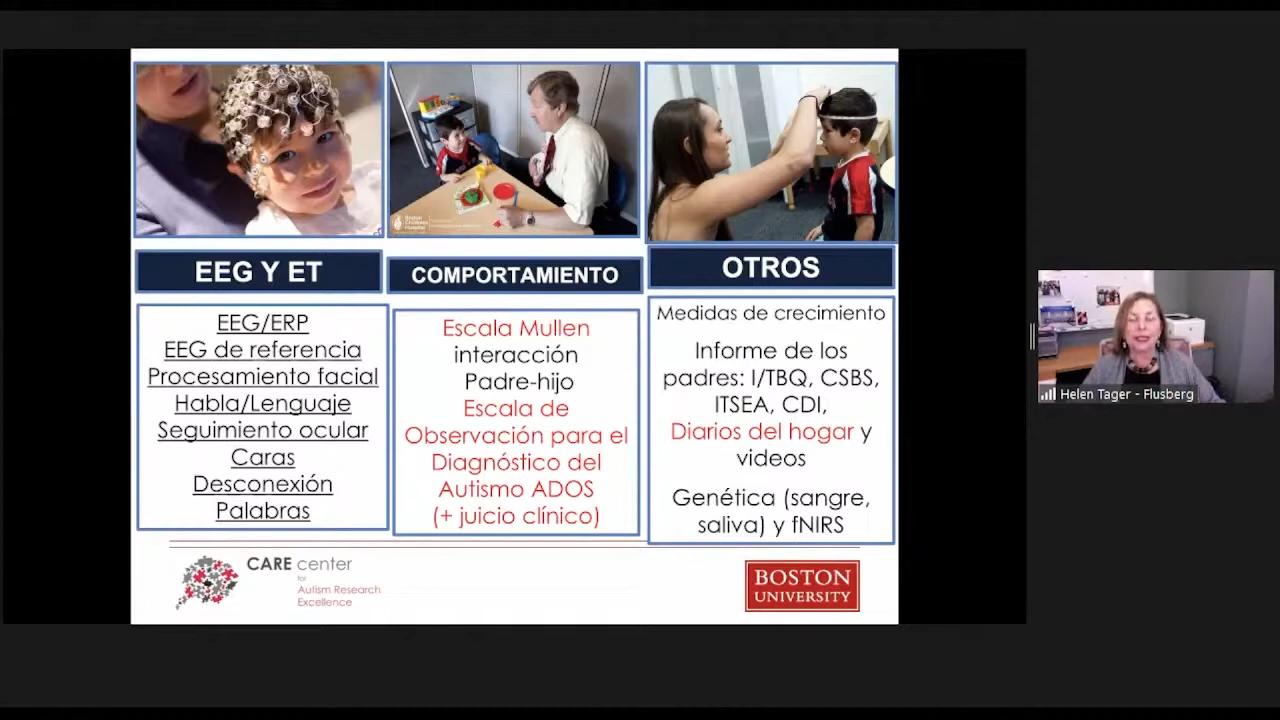 Boston
Children's
Hospital
EEG Y ET
COMPORTAMIENTO
OTROS
EEG/ERP
EEG de referencia
Procesamiento facial
Habla/Lenguaje
Seguimiento ocular
Caras
Desconexión
Palabras
Escala Mullen
interacción
Padre-hijo
Escala de
Observación para el
Diagnóstico del
Autismo ADOS
(+ juicio clínico)
Medidas de crecimiento
Informe de los
padres: I/TBQ, CSBS,
ITSEA, CDI,
Diarios del hogar y
videos
Genética (sangre,
saliva) y fNIRS
CARE center
for
Autism Research
Excellence
BOSTON
UNIVERSITY
Helen Tager - Flusberg